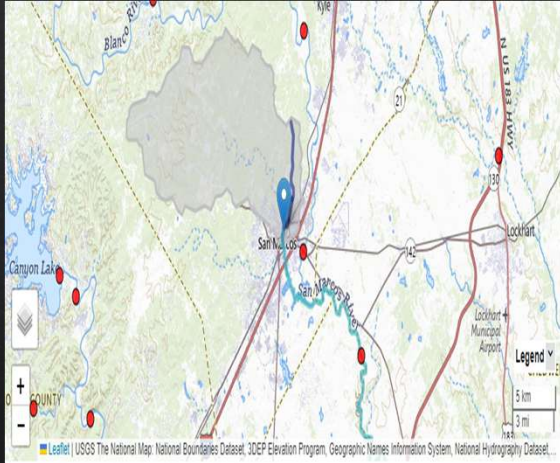 Kyle
Blanco Riv
N US 183 HWY
21
130
San Marcos
142
Lockhart
Canyon Lake
San Marcos River
Lockhart
Municipal
Airport
Legend
COUNTY
5 km
3 mi
+
−
183
Leaflet | USGS The National Map: National Boundaries Dataset, 3DEP Elevation Program, Geographic Names Information System, National Hydrography Dataset,